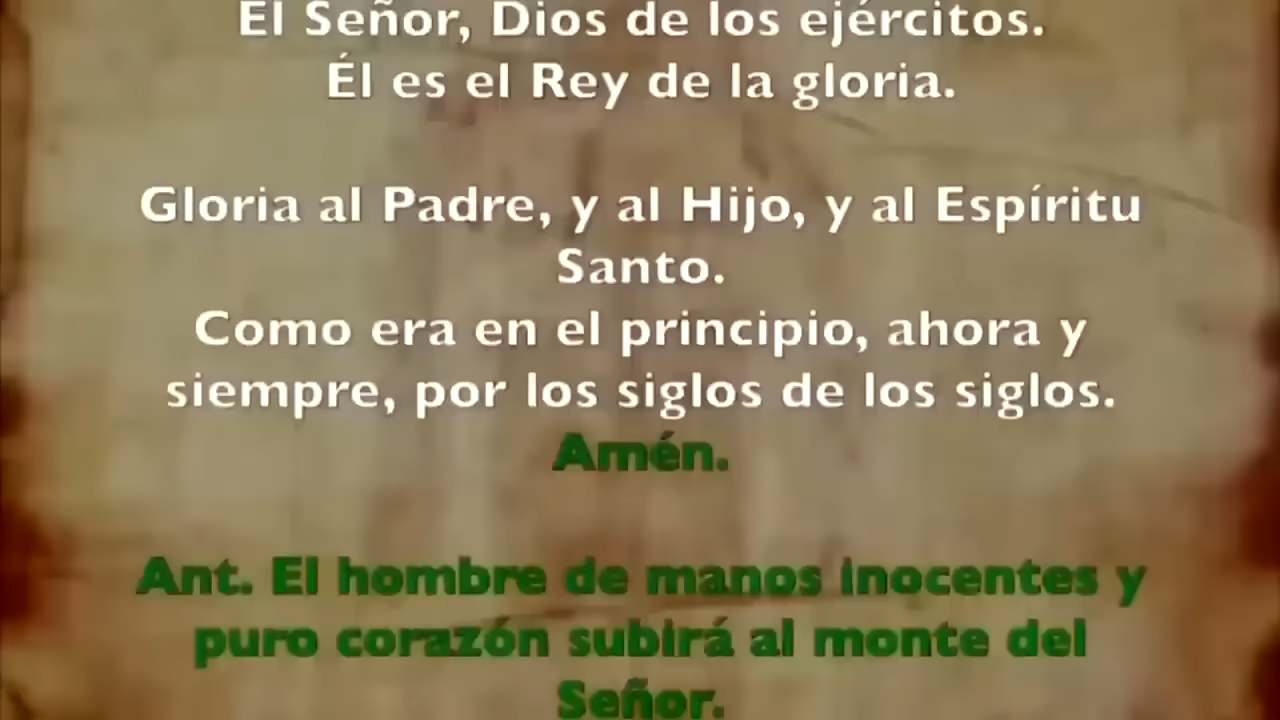 El Señor, Dios de los ejércitos.
Él es el Rey de la gloria.
Gloria al Padre, y al Hijo, y al Espíritu
Santo.
Como era en el principio, ahora y
siempre, por los siglos de los siglos.
Amén.
Ant. El hombre de manos inocentes y
puro corazón subirá al monte del
Señor.